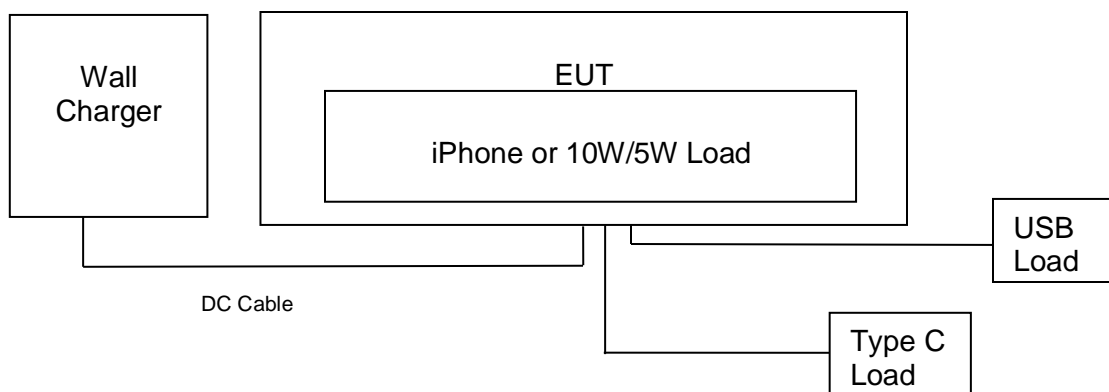 Wall
Charger
EUT
iPhone or 10W/5W Load
USB
Load
DC Cable
Type C
Load